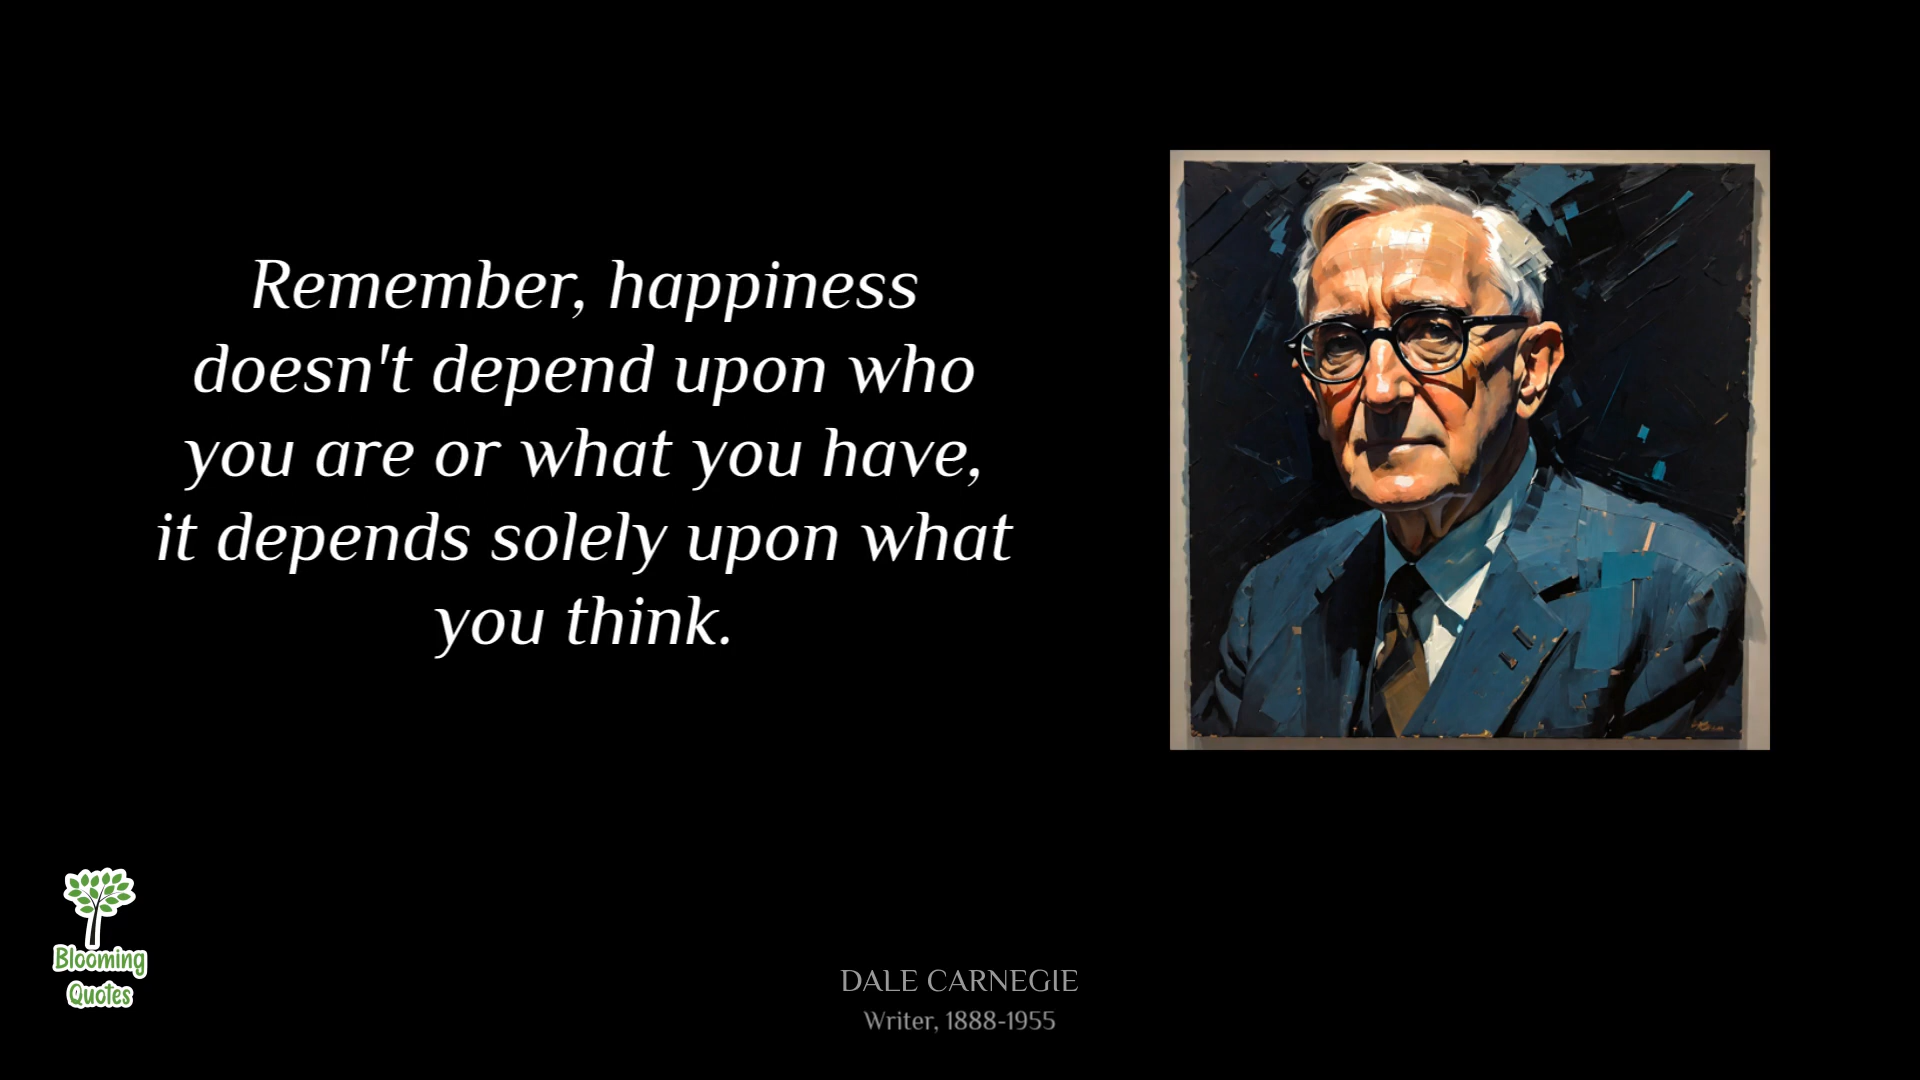 Remember, happiness
doesn't depend upon who
you are or what you have,
it depends solely upon what
you think.
Blooming
Quotes
DALE CARNEGIE
Writer, 1888-1955